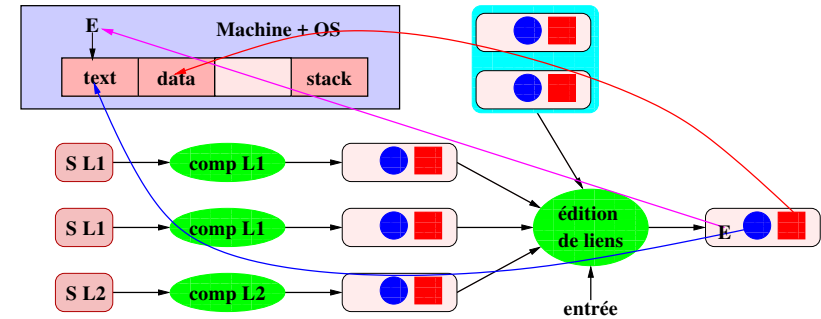 E
Machine + OS
text data stack
S L1 comp L1
S L1 comp L1
S L2 comp L2
édition
de liens
E
entrée